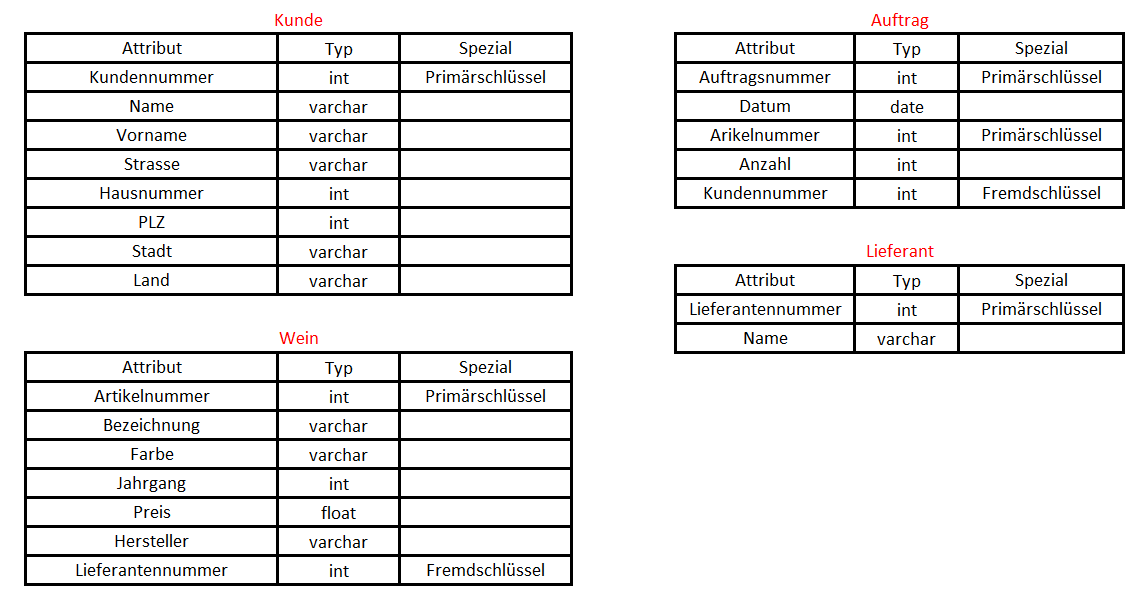 Kunde
Attribut Typ Spezial
Kundennummer int Primärschlüssel
Name varchar
Vorname varchar
Strasse varchar
Hausnummer int
PLZ int
Stadt varchar
Land varchar
Wein
Attribut Typ Spezial
Artikelnummer int Primärschlüssel
Bezeichnung varchar
Farbe varchar
Jahrgang int
Preis float
Hersteller varchar
Lieferantennummer int Fremdschlüssel
Auftrag
Attribut Typ Spezial
Auftragsnummer int Primärschlüssel
Datum date
Arikelnummer int Primärschlüssel
Anzahl int
Kundennummer int Fremdschlüssel
Lieferant
Attribut Typ Spezial
Lieferantennummer int Primärschlüssel
Name varchar